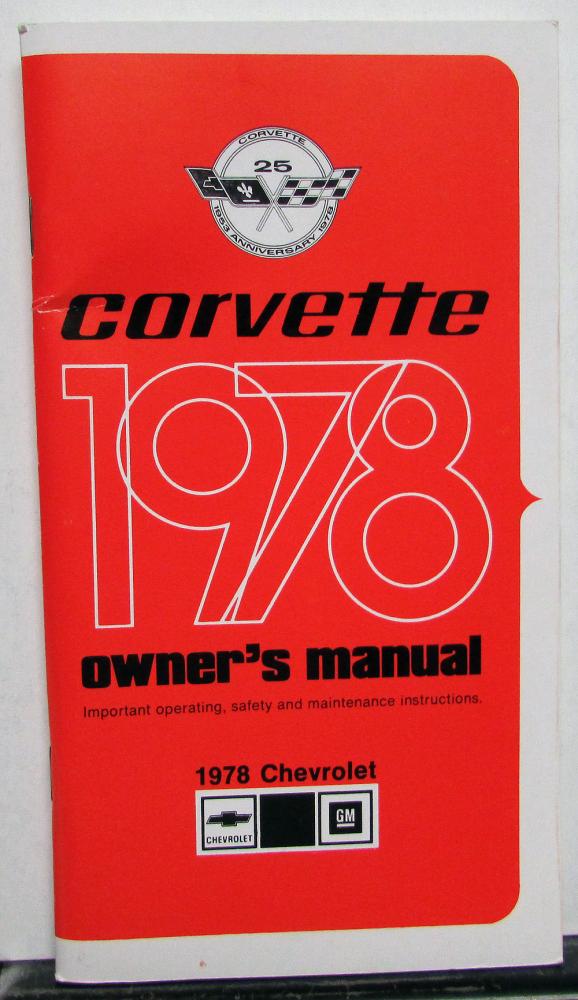 CORVETTE
25
1953 ANNIVERSARY 1978
corvette
1978
owner's manual
Important operating, safety and maintenance instructions.
1978 Chevrolet
CHEVROLET
GM